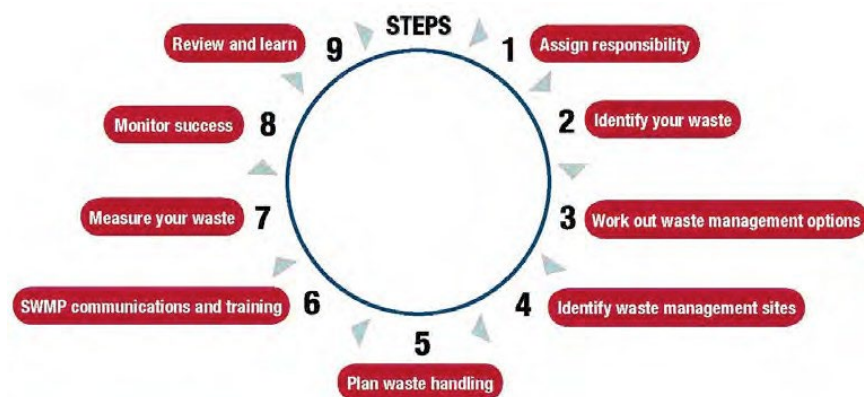 STEPS
1 Assign responsibility
2 Identify your waste
3 Work out waste management options
4 Identify waste management sites
5
Plan waste handling
6 SWMP communications and training
7 Measure your waste
8 Monitor success
9 Review and learn